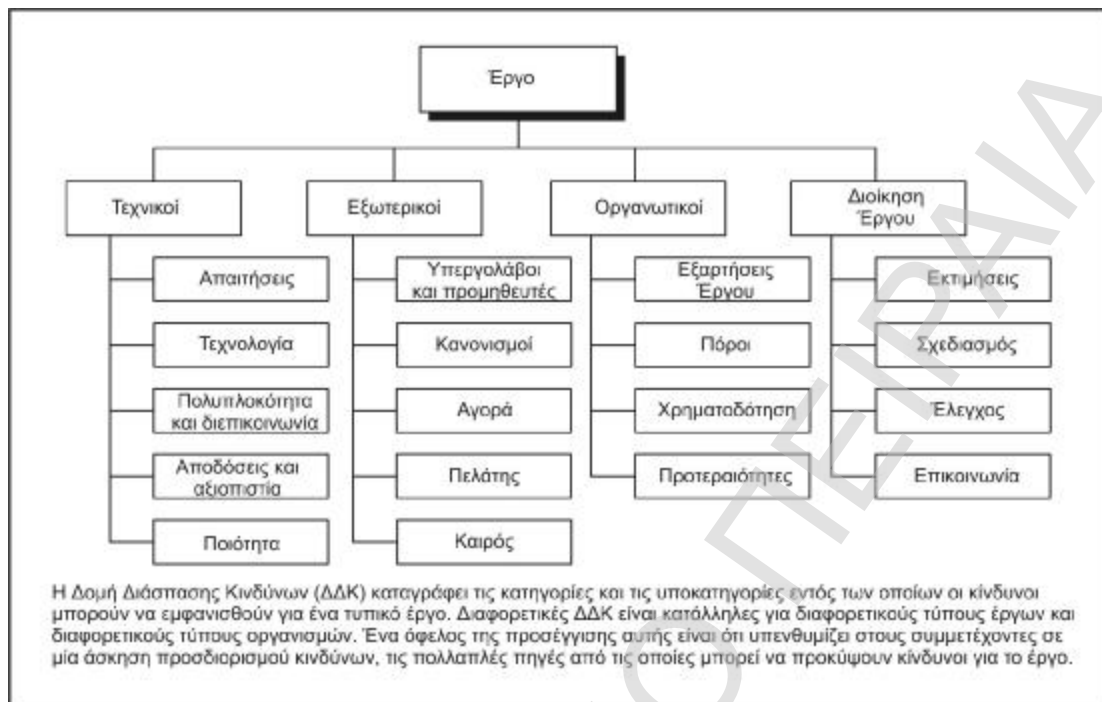 Έργο
Τεχνικοί
Εξωτερικοί
Οργανωτικοί
Διοίκηση
Έργου
Απαιτήσεις
Τεχνολογία
Πολυπλοκότητα
και διεπικοινωνία
Αποδόσεις και
αξιοπιστία
Ποιότητα
Υπεργολάβοι
και προμηθευτές
Κανονισμοί
Αγορά
Πελάτης
Καιρός
Εξαρτήσεις
Έργου
Πόροι
Χρηματοδότηση
Προτεραιότητες
Εκτιμήσεις
Σχεδιασμός
Έλεγχος
Επικοινωνία
Η Δομή Διάσπασης Κινδύνων (ΔΔΚ) καταγράφει τις κατηγορίες και τις υποκατηγορίες εντός των οποίων οι κίνδυνοι
μπορούν να εμφανισθούν για ένα τυπικό έργο. Διαφορετικές ΔΔΚ είναι κατάλληλες για διαφορετικούς τύπους έργων και
διαφορετικούς τύπους οργανισμών. Ένα όφελος της προσέγγισης αυτής είναι ότι υπενθυμίζει στους συμμετέχοντες σε
μία άσκηση προσδιορισμού κινδύνων, τις πολλαπλές πηγές από τις οποίες μπορεί να προκύψουν κίνδυνοι για το έργο.
Ο ΠΕΙΡΑΙΑ